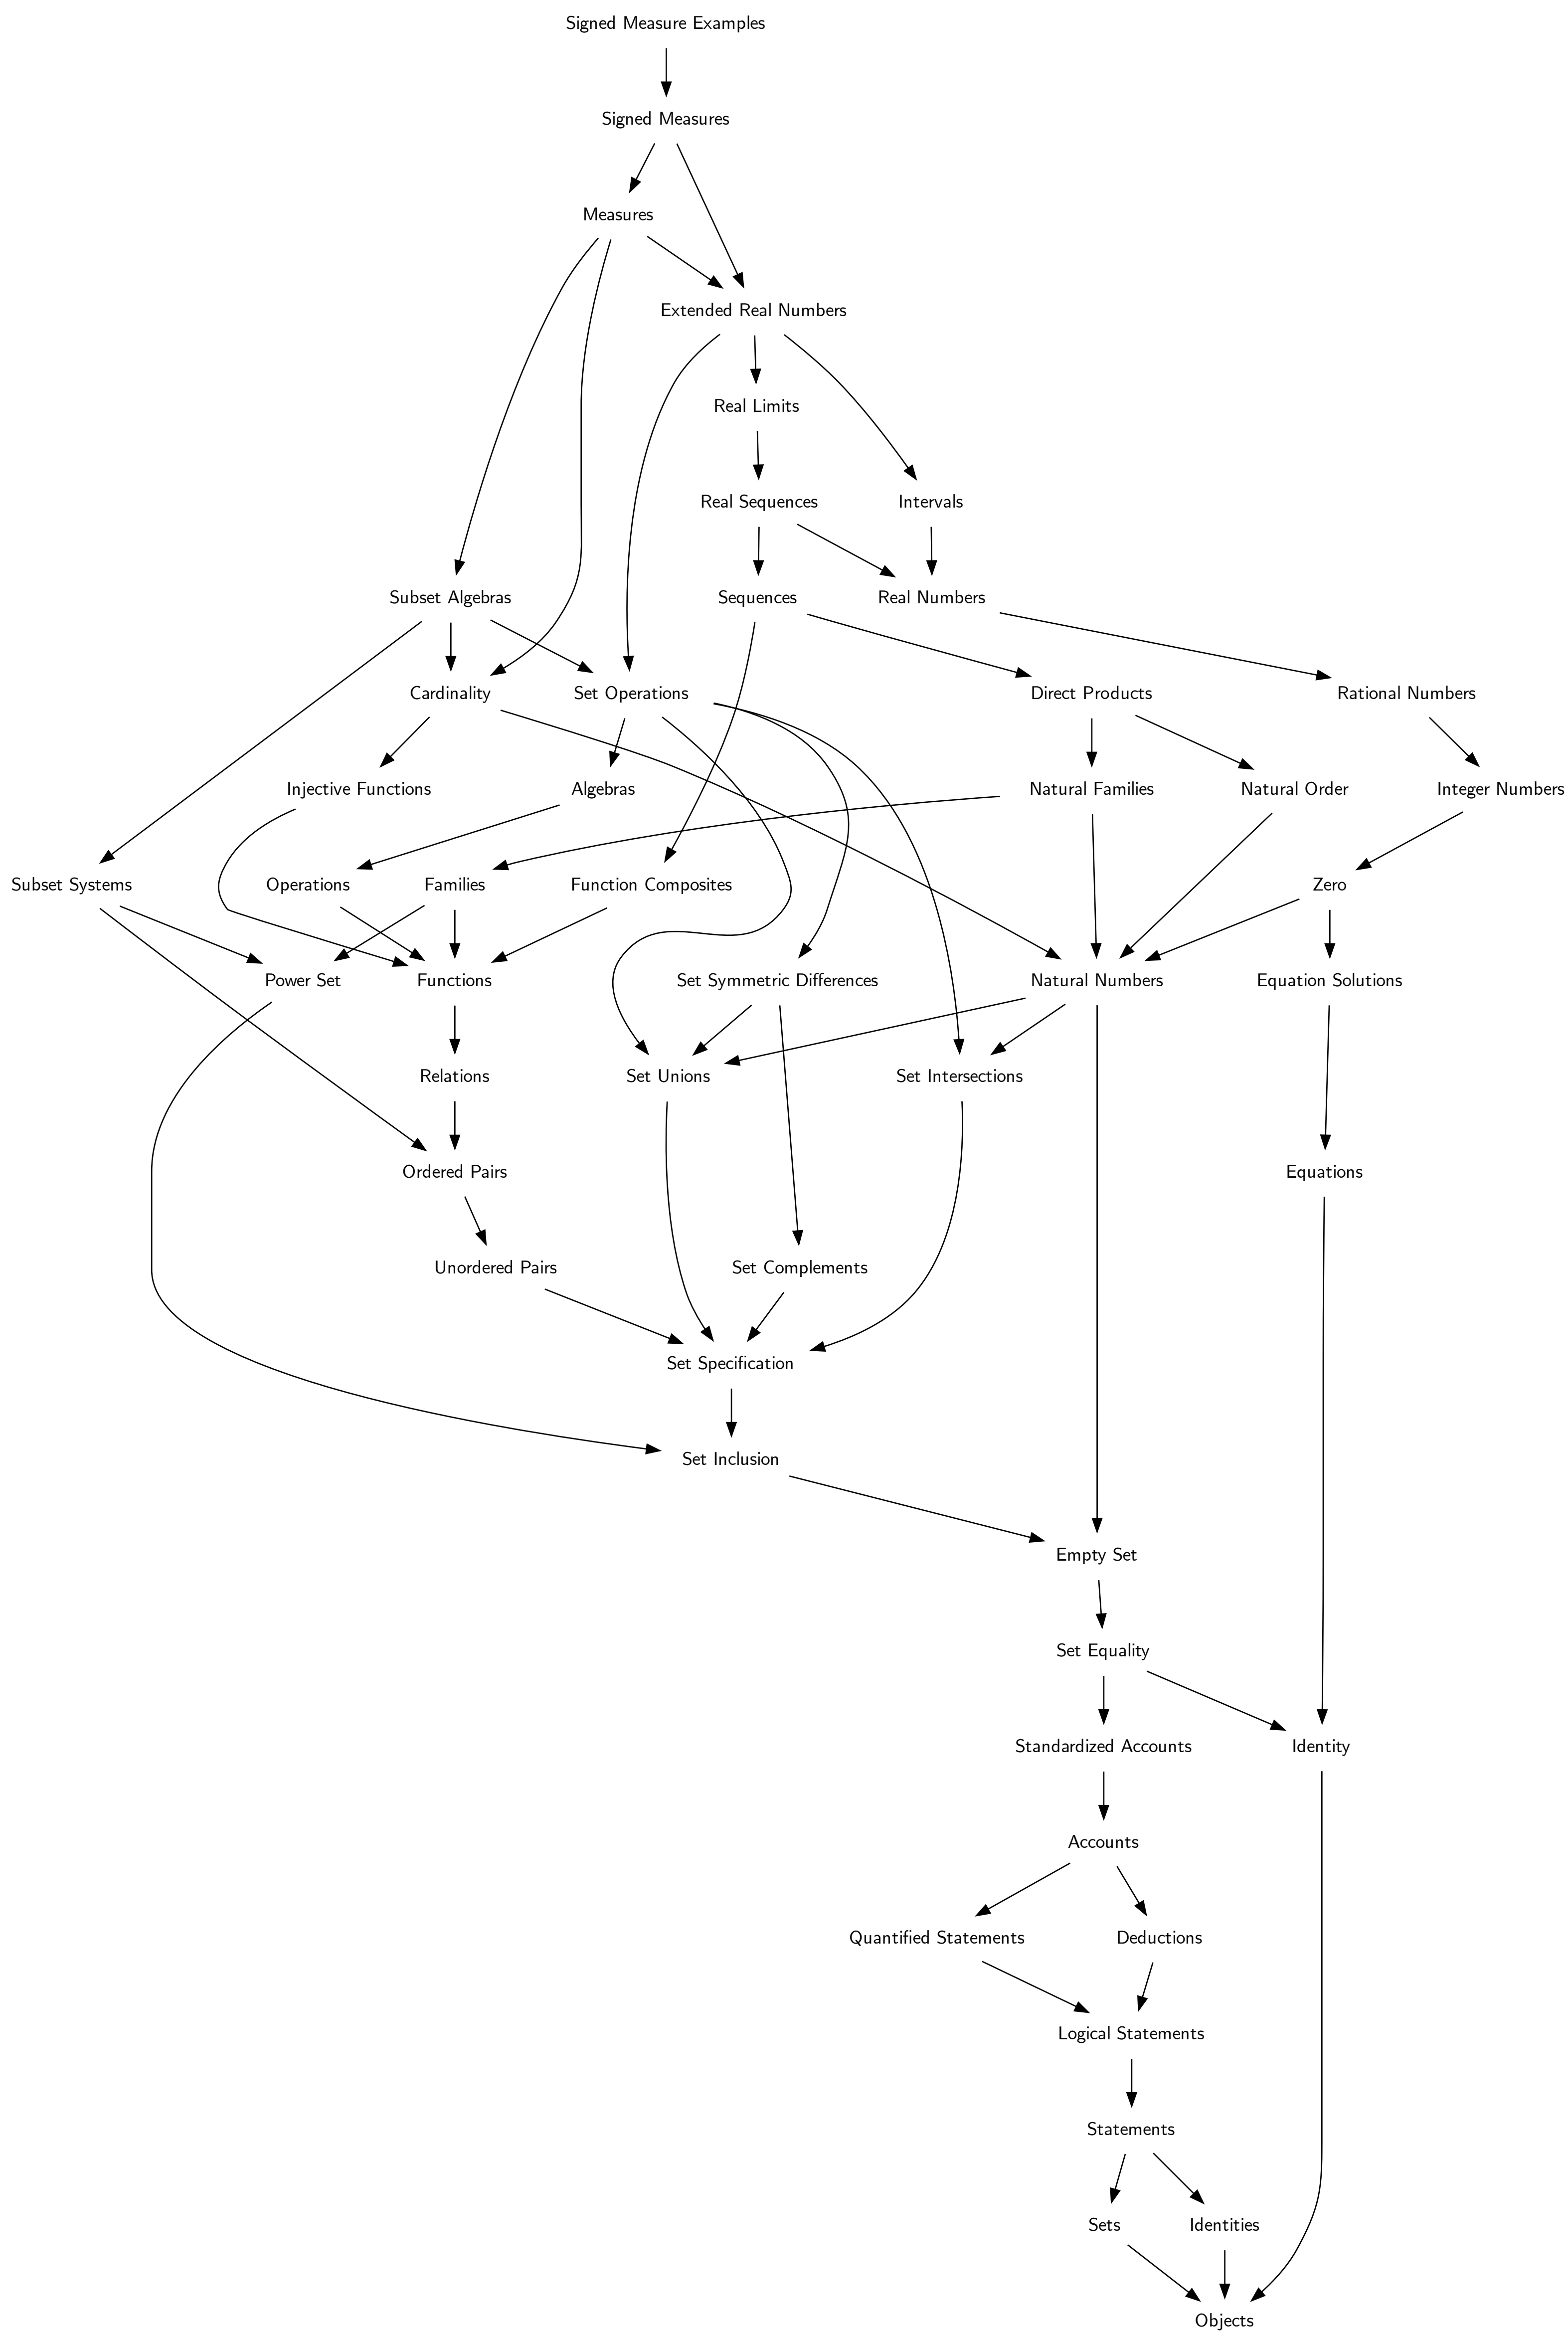 Signed Measure Examples
Signed Measures
Measures
Extended Real Numbers
Real Limits
Real Sequences
Intervals
Subset Algebras
Sequences
Real Numbers
Cardinality
Set Operations
Direct Products
Rational Numbers
Injective Functions
Algebras
Natural Families
Natural Order
Integer Numbers
Subset Systems
Operations
Families
Function Composites
Zero
Power Set
Functions
Set Symmetric Differences
Natural Numbers
Equation Solutions
Relations
Set Unions
Set Intersections
Ordered Pairs
Equations
Unordered Pairs
Set Complements
Set Specification
Set Inclusion
Empty Set
Set Equality
Standardized Accounts
Identity
Accounts
Quantified Statements
Deductions
Logical Statements
Statements
Sets
Identities
Objects